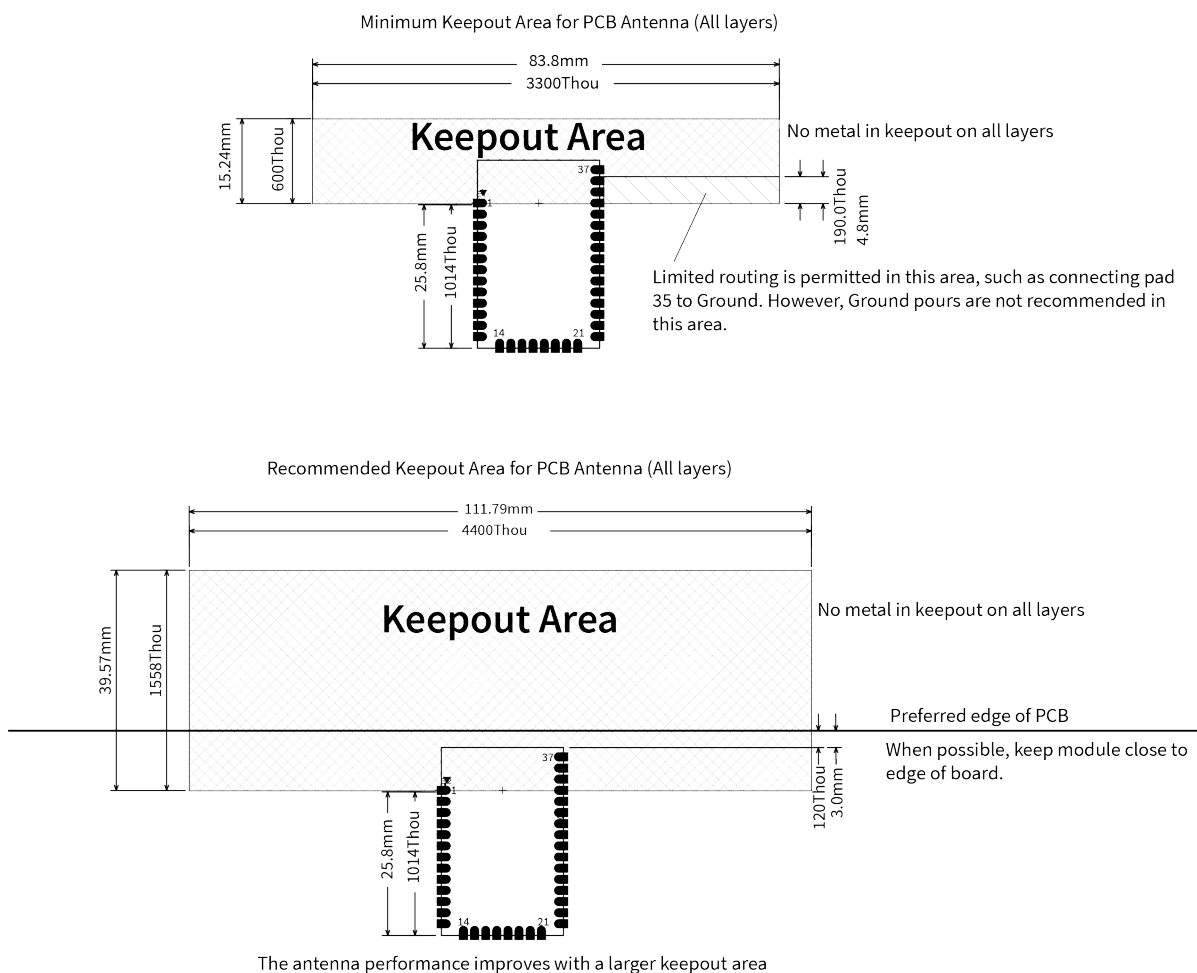 Minimum Keepout Area for PCB Antenna (All layers)
83.8mm
3300Thou
Keepout Area
No metal in keepout on all layers
15.24mm
600Thou
37
1
190.0Thou
4.8mm
25.8mm
1014Thou
Limited routing is permitted in this area, such as connecting pad
35 to Ground. However, Ground pours are not recommended in
this area.
14
21
Recommended Keepout Area for PCB Antenna (All layers)
111.79mm
4400Thou
Keepout Area
No metal in keepout on all layers
39.57mm
1558Thou
Preferred edge of PCB
When possible, keep module close to
edge of board.
37
1
120Thou
3.0mm
25.8mm
1014Thou
14
21
The antenna performance improves with a larger keepout area